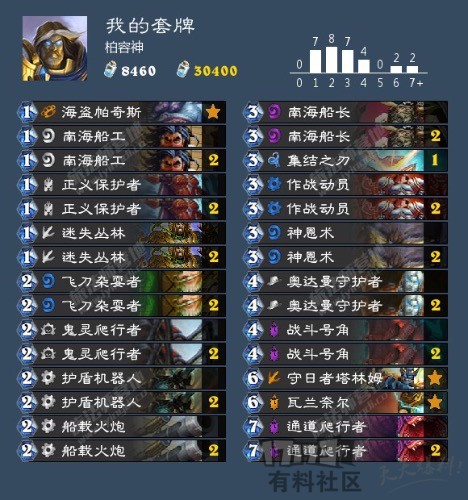 我的套牌
柏容神
8460 30400
0 7 8 7 4 0 2 2
0 1 2 3 4 5 6 7+
1 海盗帕奇斯
1 南海船工
1 南海船工 2
1 正义保护者
1 正义保护者 2
1 迷失丛林
1 迷失丛林 2
2 飞刀杂耍者
2 飞刀杂耍者 2
2 鬼灵爬行者
2 鬼灵爬行者 2
2 护盾机器人
2 护盾机器人 2
2 船载火炮
2 船载火炮 2
3 南海船长
3 南海船长 2
3 集结之刃 1
3 作战动员
3 作战动员 2
3 神恩术
3 神恩术 2
4 奥达曼守护者
4 奥达曼守护者 2
4 战斗号角
4 战斗号角 2
6 守日者塔林姆
6 瓦兰奈尔
7 通道爬行者
7 通道爬行者 2
有料社区